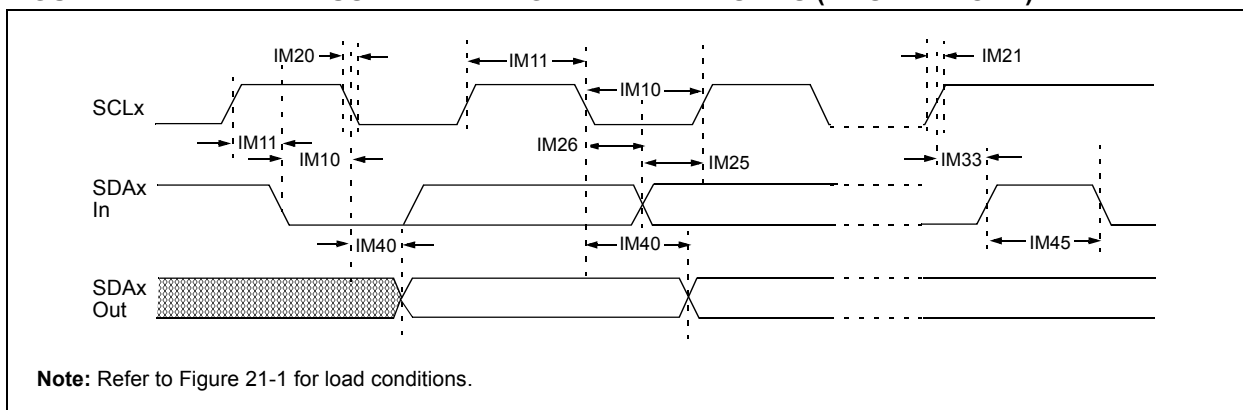 IM20
IM11
IM21
SCLx
IM10
IM11
IM10
IM26
IM25
IM33
SDAx
In
IM40
IM40
IM45
SDAx
Out
Note: Refer to Figure 21-1 for load conditions.